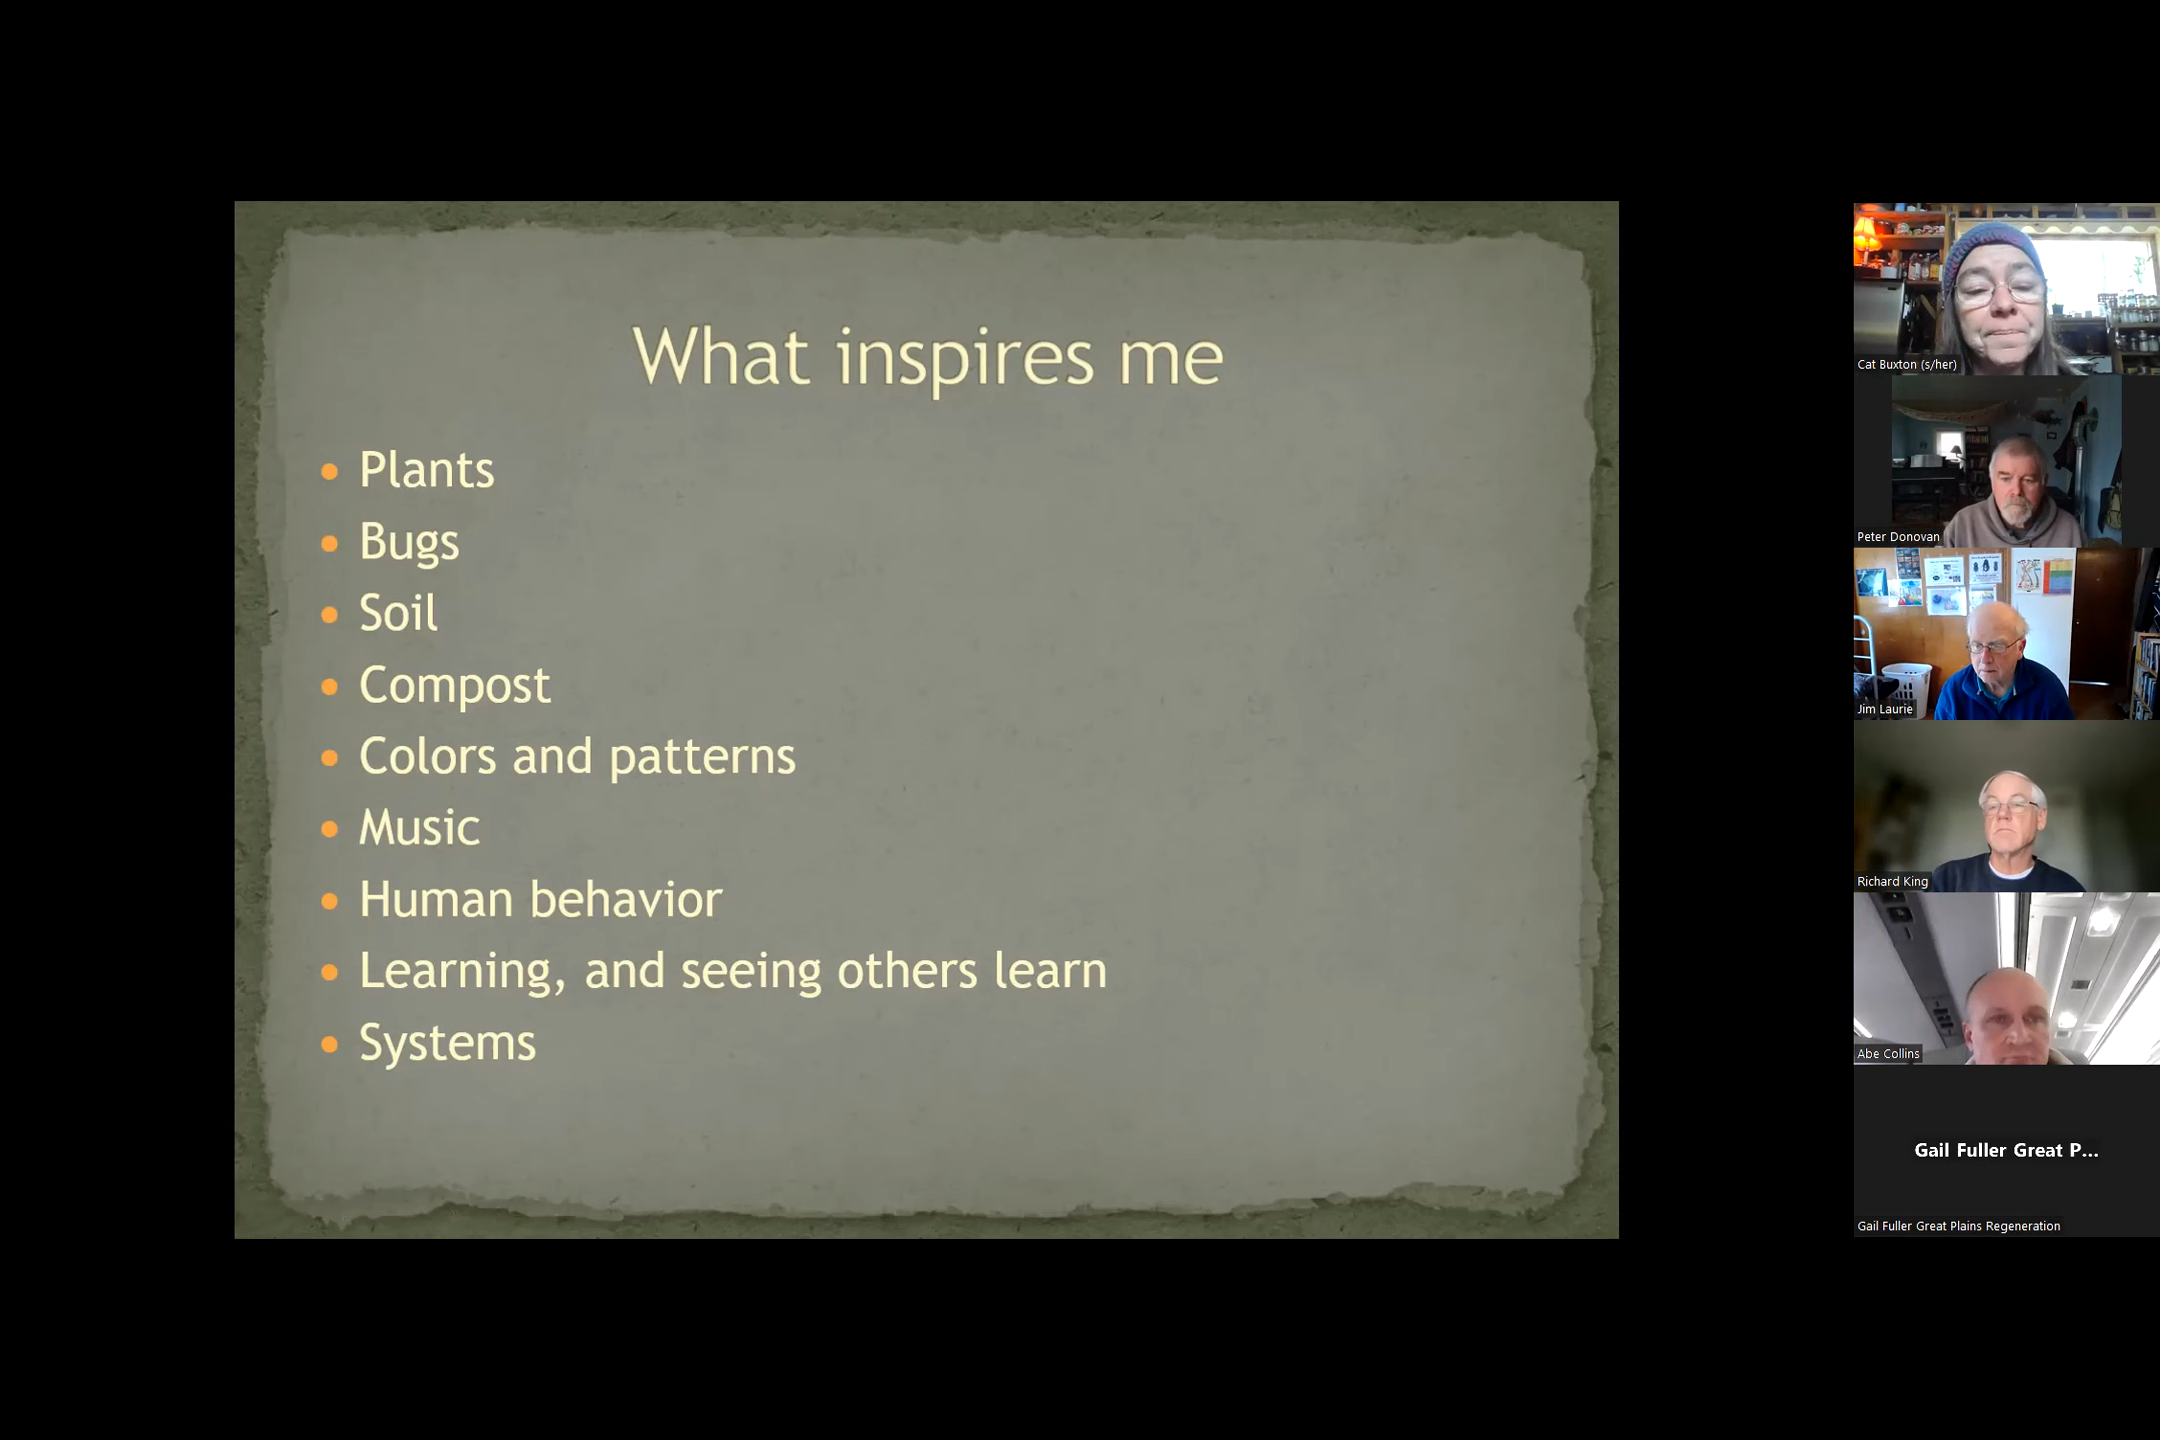 What inspires me
Plants
Bugs
Soil
Compost
Colors and patterns
Music
Human behavior
Learning, and seeing others learn
Systems
Cat Buxton (s/her)
Peter Donovan
Jim Laurie
Richard King
Abe Collins
Gail Fuller Great P...
Gail Fuller Great Plains Regeneration